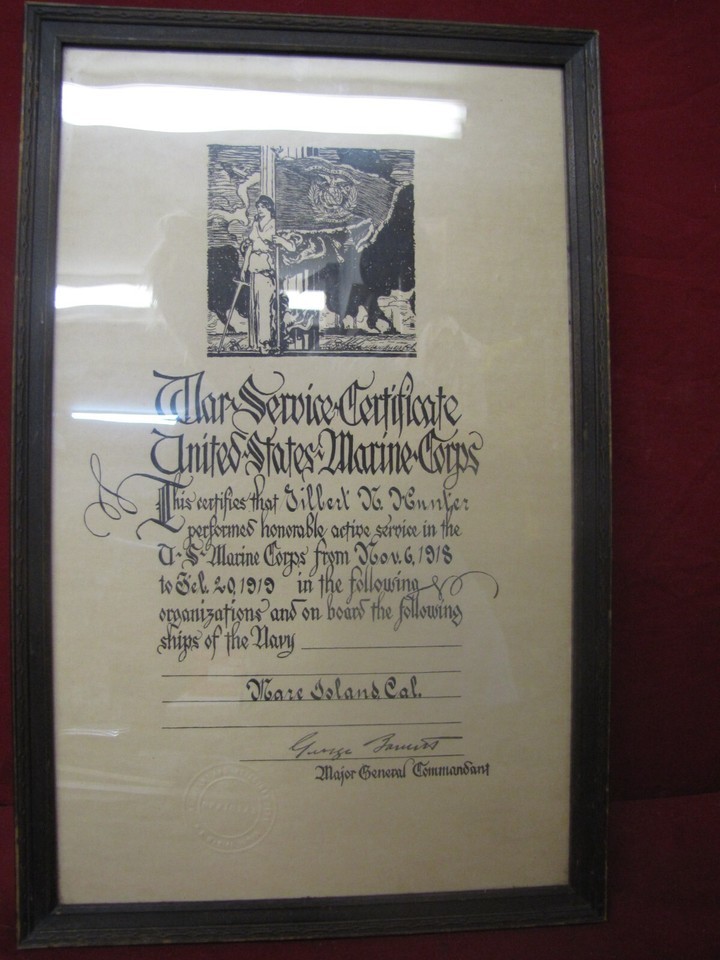 War Service Certificate
United States Marine Corps
This certifies that Gilbert N. Hunter
performed honorable active service in the
U.S. Marine Corps from Nov. 6, 1918
to Feb. 20, 1919 in the following
organizations and on board the following
ships of the Navy
Mare Island, Cal.
George Barnett
Major General Commandant